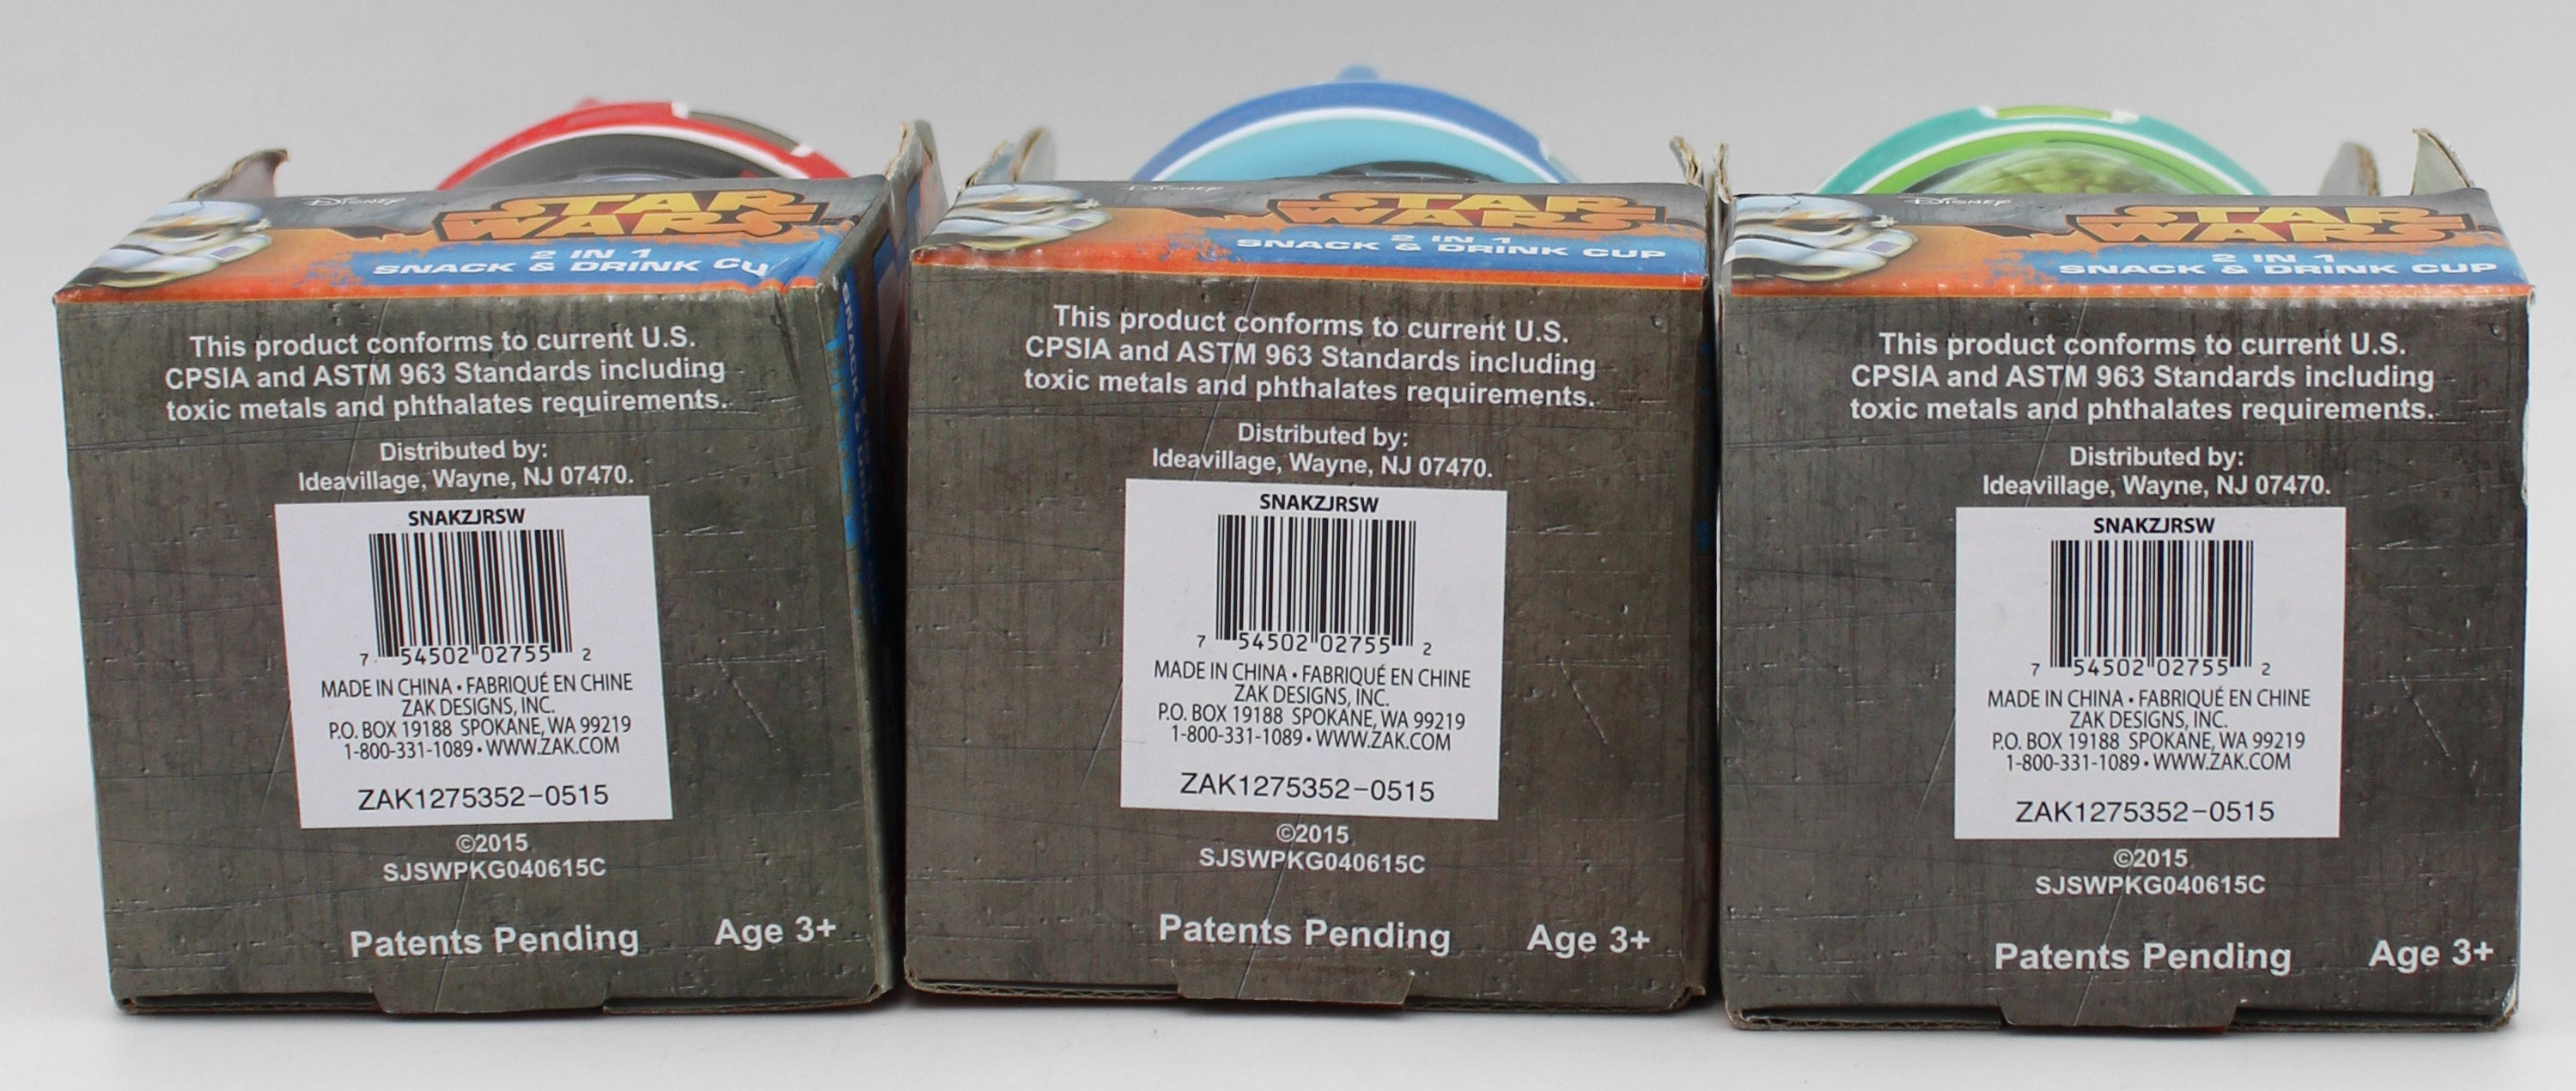 Disney
STAR
WARS
2 IN 1
SNACK & DRINK CU
This product conforms to current U.S.
CPSIA and ASTM 963 Standards including
toxic metals and phthalates requirements.
Distributed by:
Ideavillage, Wayne, NJ 07470.
SNAKZJRSW
7 54502 02755 2
MADE IN CHINA • FABRIQUÉ EN CHINE
ZAK DESIGNS, INC.
P.O. BOX 19188 SPOKANE, WA 99219
1-800-331-1089 • WWW.ZAK.COM
ZAK1275352-0515
©2015
SJSWPKG040615C
Patents Pending Age 3+
SNACK & DRINK CUP
Disney
STAR
WARS
2 IN 1
SNACK & DRINK CUP
This product conforms to current U.S.
CPSIA and ASTM 963 Standards including
toxic metals and phthalates requirements.
Distributed by:
Ideavillage, Wayne, NJ 07470.
SNAKZJRSW
7 54502 02755 2
MADE IN CHINA • FABRIQUÉ EN CHINE
ZAK DESIGNS, INC.
P.O. BOX 19188 SPOKANE, WA 99219
1-800-331-1089 • WWW.ZAK.COM
ZAK1275352-0515
©2015
SJSWPKG040615C
Patents Pending Age 3+
Disney
STAR
WARS
2 IN 1
SNACK & DRINK CUP
This product conforms to current U.S.
CPSIA and ASTM 963 Standards including
toxic metals and phthalates requirements.
Distributed by:
Ideavillage, Wayne, NJ 07470.
SNAKZJRSW
7 54502 02755 2
MADE IN CHINA • FABRIQUÉ EN CHINE
ZAK DESIGNS, INC.
P.O. BOX 19188 SPOKANE, WA 99219
1-800-331-1089 • WWW.ZAK.COM
ZAK1275352-0515
©2015
SJSWPKG040615C
Patents Pending Age 3+